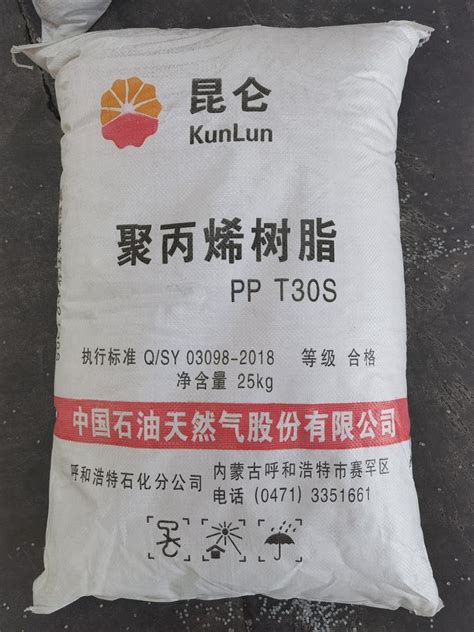 昆仑
KunLun
聚丙烯树脂
PP T30S
执行标准 Q/SY 03098-2018 等级 合格
净含量 25kg
中国石油天然气股份有限公司
呼和浩特石化分公司 内蒙古呼和浩特市赛罕区
电话 (0471) 3351661